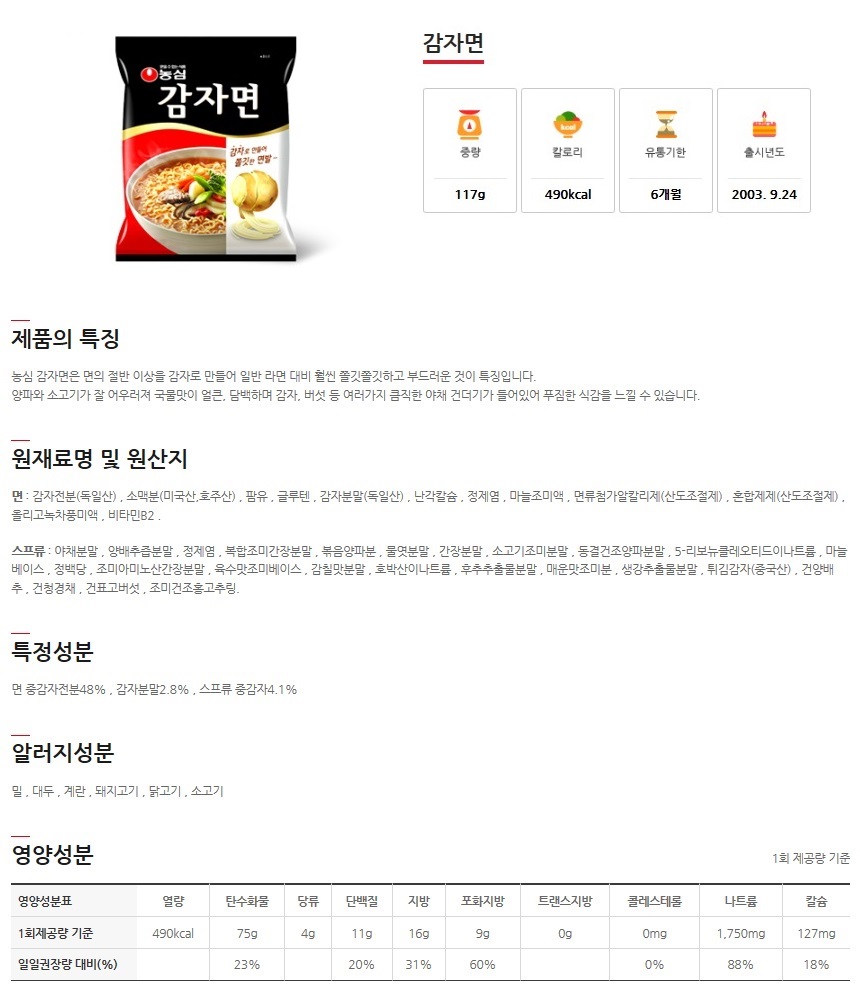 농심
감자면
감자로 만들어
쫄깃한 면발~
감자면
중량
칼로리
유통기한
출시년도
kcal
117g
490kcal
6개월
2003. 9.24
제품의 특징
농심 감자면은 면의 절반 이상을 감자로 만들어 일반 라면 대비 훨씬 쫄깃쫄깃하고 부드러운 것이 특징입니다.
양파와 소고기가 잘 어우러져 국물맛이 얼큰, 담백하며 감자, 버섯 등 여러가지 큼직한 야채 건더기가 들어있어 푸짐한 식감을 느낄 수 있습니다.
원재료명 및 원산지
면 : 감자전분(독일산) , 소맥분(미국산,호주산) , 팜유 , 글루텐 , 감자분말(독일산) , 난각칼슘 , 정제염 , 마늘조미액 , 면류첨가알칼리제(산도조절제) , 혼합제제(산도조절제) ,
올리고녹차풍미액 , 비타민B2 .
스프류 : 야채분말 , 양배추즙분말 , 정제염 , 복합조미간장분말 , 볶음양파분 , 물엿분말 , 간장분말 , 소고기조미분말 , 동결건조양파분말 , 5-리보뉴클레오티드이나트륨 , 마늘
베이스 , 정백당 , 조미아미노산간장분말 , 육수맛조미베이스 , 감칠맛분말 , 호박산이나트륨 , 후추추출물분말 , 매운맛조미분 , 생강추출물분말 , 튀김감자(중국산) , 건양배
추 , 건청경채 , 건표고버섯 , 조미건조홍고추링.
특정성분
면 중감자전분48% , 감자분말2.8% , 스프류 중감자4.1%
알러지성분
밀 , 대두 , 계란 , 돼지고기 , 닭고기 , 소고기
영양성분
1회 제공량 기준
영양성분표 열량 탄수화물 당류 단백질 지방 포화지방 트랜스지방 콜레스테롤 나트륨 칼슘
1회제공량 기준 490kcal 75g 4g 11g 16g 9g 0g 0mg 1,750mg 127mg
일일권장량 대비(%) 23% 20% 31% 60% 0% 88% 18%